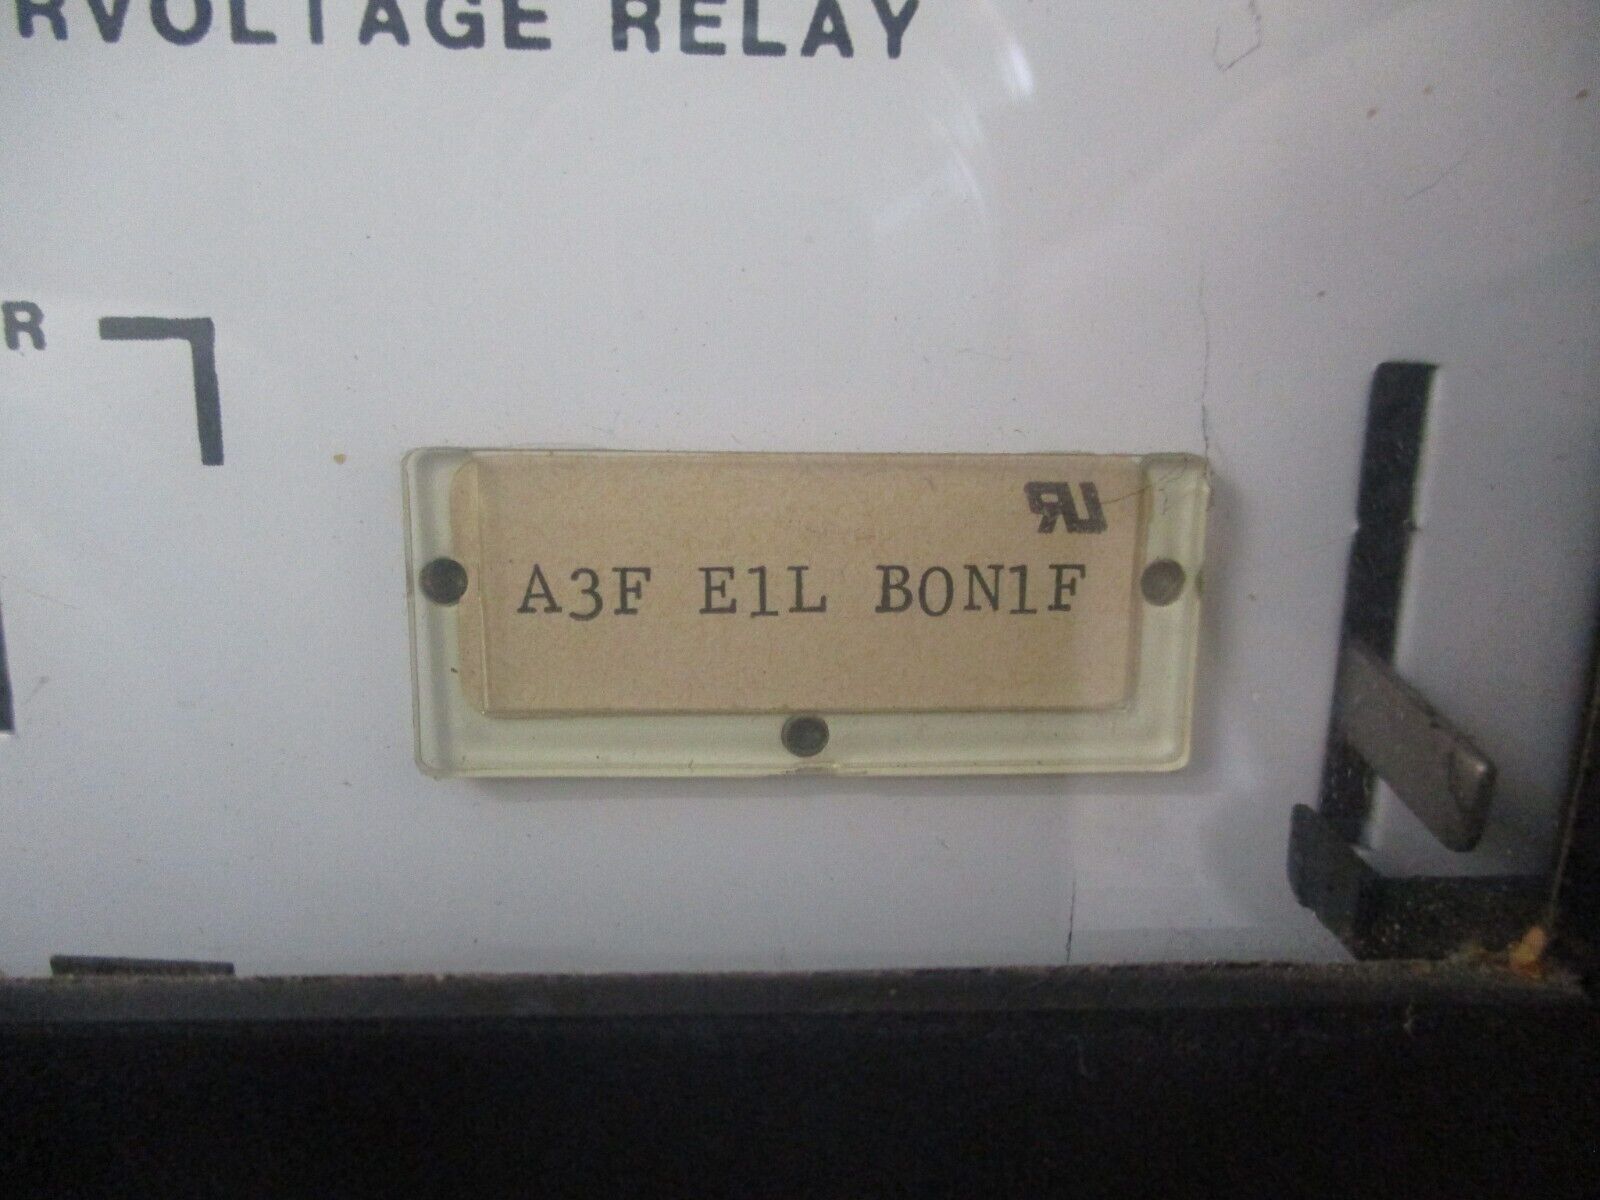 RVOLTAGE RELAY
R
A3F E1L B0N1F